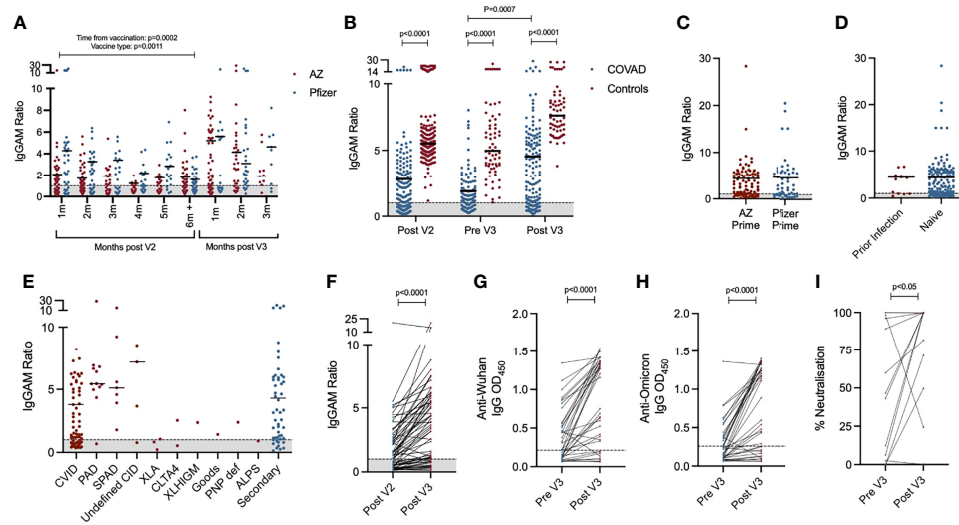 A
Time from vaccination: p=0.0002
Vaccine type: p=0.0011
IgGAM Ratio
30
10
10
8
6
4
2
0
AZ
Pfizer
1m
2m
3m
4m
5m
6m +
1m
2m
3m
Months post V2
Months post V3
B
P=0.0007
p<0.0001
p<0.0001
p<0.0001
IgGAM Ratio
30
14
10
5
0
COVAD
Controls
Post V2
Pre V3
Post V3
C
IgGAM Ratio
30
20
10
0
AZ
Prime
Pfizer
Prime
D
IgGAM Ratio
30
20
10
0
Prior Infection
Naive
E
IgGAM Ratio
30
10
10
5
0
CVID
PAD
SPAD
Undefined CID
XLA
CLTA4
XLHIGM
Goods
PNP def
ALPS
Secondary
F
p<0.0001
IgGAM Ratio
25
10
10
5
0
Post V2
Post V3
G
p<0.0001
Anti-Wuhan
IgG OD450
2.0
1.5
1.0
0.5
0.0
Pre V3
Post V3
H
p<0.0001
Anti-Omicron
IgG OD450
2.0
1.5
1.0
0.5
0.0
Pre V3
Post V3
I
p<0.05
% Neutralisation
100
75
50
25
0
Pre V3
Post V3